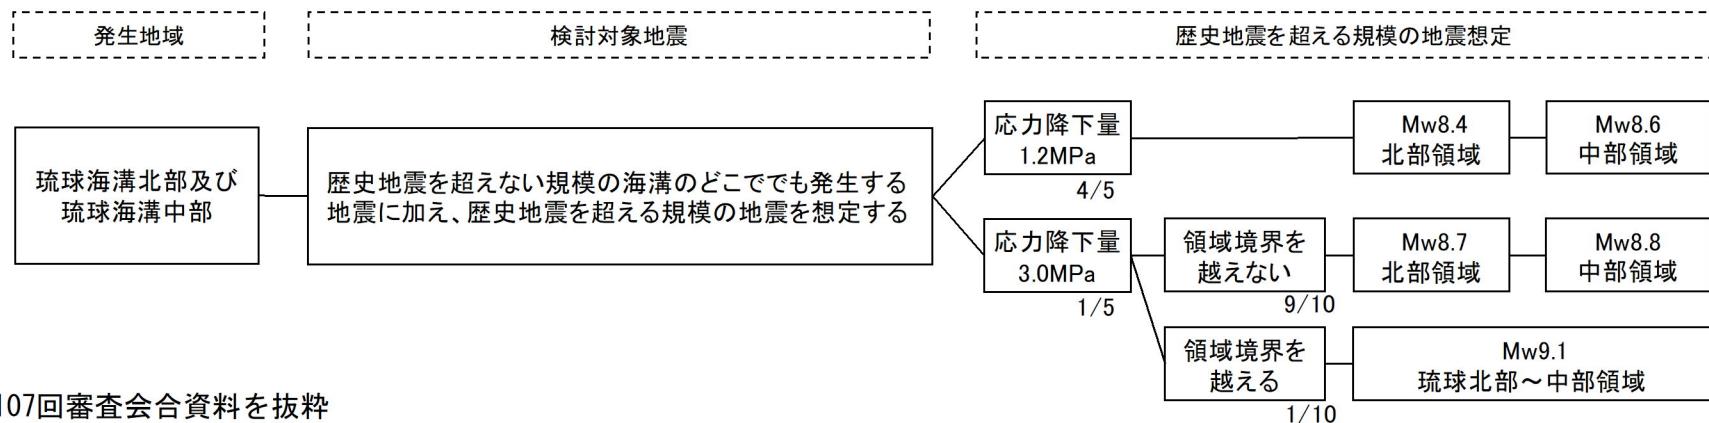 発生地域
検討対象地震
歴史地震を超える規模の地震想定
琉球海溝北部及び
琉球海溝中部
歴史地震を超えない規模の海溝のどこででも発生する
地震に加え、歴史地震を超える規模の地震を想定する
応力降下量
1.2MPa
4/5
Mw8.4
北部領域
Mw8.6
中部領域
応力降下量
3.0MPa
1/5
領域境界を
越えない
9/10
Mw8.7
北部領域
Mw8.8
中部領域
領域境界を
越える
1/10
Mw9.1
琉球北部～中部領域
107回審査会合資料を抜粋